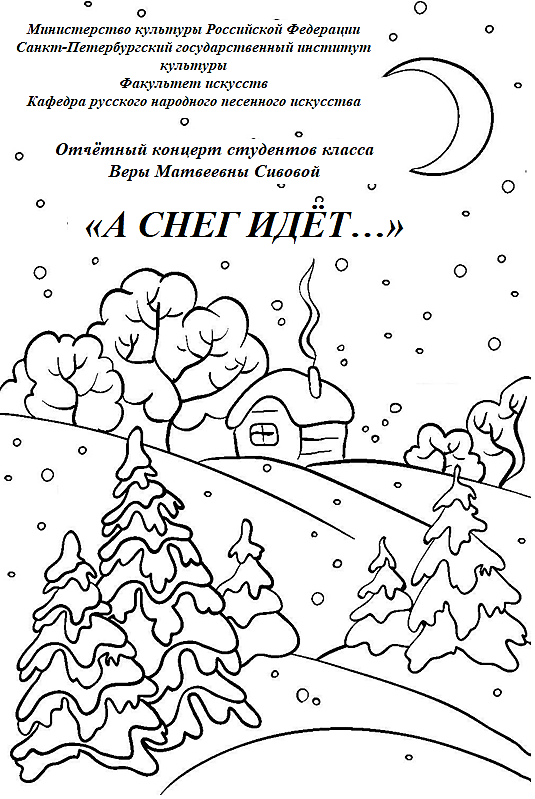 Министерство культуры Российской Федерации
Санкт-Петербургский государственный институт
культуры
Факультет искусств
Кафедра русского народного песенного искусства
Отчётный концерт студентов класса
Веры Матвеевны Сивовой
«А СНЕГ ИДЁТ...»